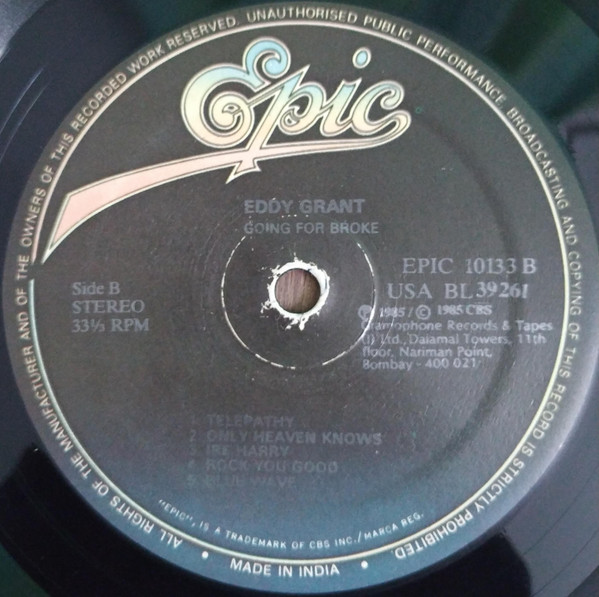 ALL RIGHTS OF THE MANUFACTURER AND OF THE OWNERS OF THIS RECORDED WORK RESERVED. UNAUTHORISED PUBLIC PERFORMANCE BROADCASTING AND COPYING OF THIS RECORD IS STRICTLY PROHIBITED.
Epic
EDDY GRANT
GOING FOR BROKE
EPIC 10133 B
USA BL 39261
Side B
STEREO
33⅓ RPM
℗ 1985/© 1985 CBS
Gramophone Records & Tapes
(I) Ltd., Dalamal Towers, 11th
floor, Nariman Point,
Bombay - 400 021
1 TELEPATHY
2 ONLY HEAVEN KNOWS
3 IRE HARRY
4 ROCK YOU GOOD
5 BLUE WAVE
"EPIC", IS A TRADEMARK OF CBS INC./MARCA REG.
• MADE IN INDIA •